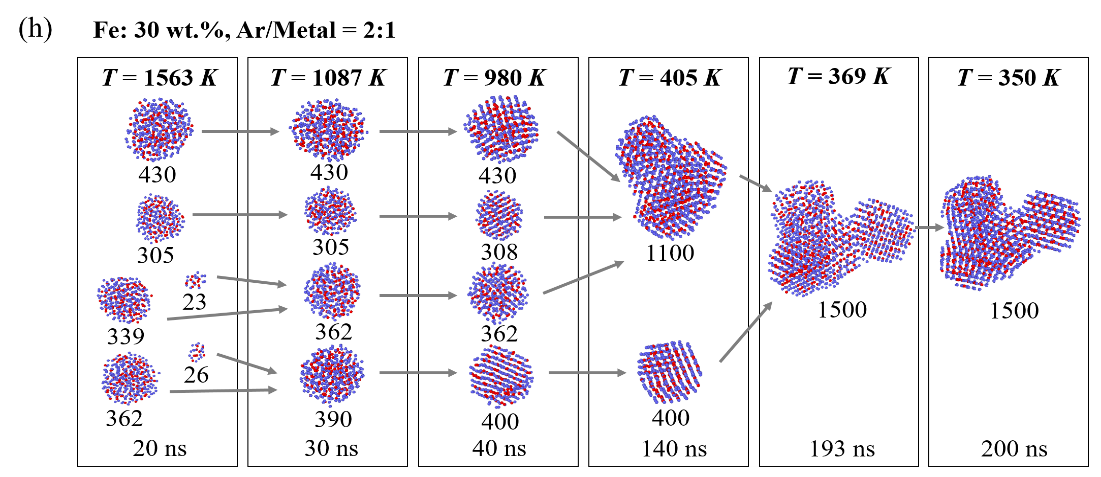 (h) Fe: 30 wt.%, Ar/Metal = 2:1
T = 1563 K
430
305
23
339
26
362
20 ns
T = 1087 K
430
305
362
390
30 ns
T = 980 K
430
308
362
400
40 ns
T = 405 K
1100
400
140 ns
T = 369 K
1500
193 ns
T = 350 K
1500
200 ns